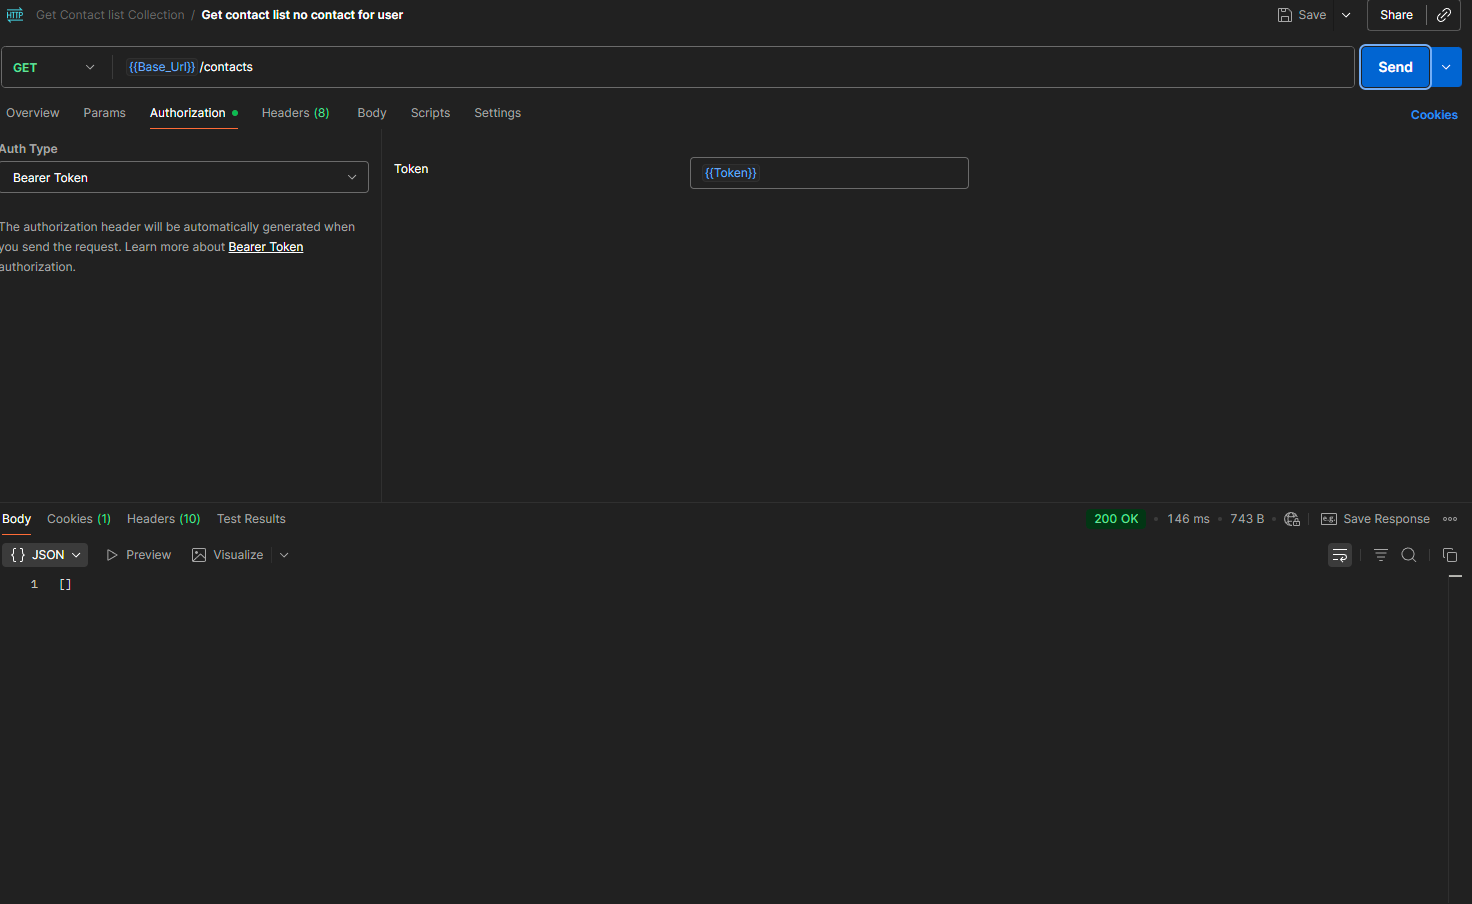 HTTP Get Contact list Collection / Get contact list no contact for user Save Share
GET {{Base_Url}} /contacts Send
Overview Params Authorization Headers (8) Body Scripts Settings Cookies
Auth Type
Bearer Token
Token {{Token}}
The authorization header will be automatically generated when
you send the request. Learn more about Bearer Token
authorization.
Body Cookies (1) Headers (10) Test Results 200 OK • 146 ms • 743 B • e.g. Save Response
{} JSON Preview Visualize
1 []